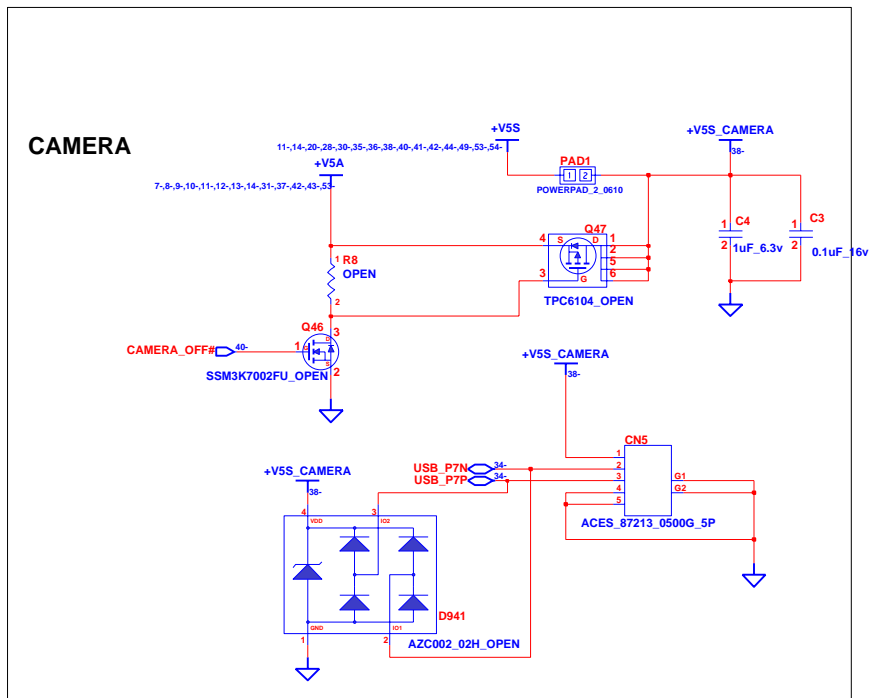 CAMERA
+V5S
11-,14-,20-,28-,30-,35-,36-,38-,40-,41-,42-,44-,49-,53-,54-
+V5A
7-,8-,9-,10-,11-,12-,13-,14-,31-,37-,42-,43-,53-
PAD1
1 2
POWERPAD_2_0610
+V5S_CAMERA
38-
Q47
4 S D 1
2
5
3 G 6
TPC6104_OPEN
1 C4
2 1uF_6.3v
1 C3
2 0.1uF_16v
1 R8
OPEN
2
Q46
3
CAMERA_OFF# 40- 1 G D
S
2
SSM3K7002FU_OPEN
+V5S_CAMERA
38-
CN5
1
USB_P7N 34- 2
USB_P7P 34- 3
4
5
G1
G2
ACES_87213_0500G_5P
+V5S_CAMERA
38-
4 VDD 3 IO2
D941
GND IO1
1 2
AZC002_02H_OPEN